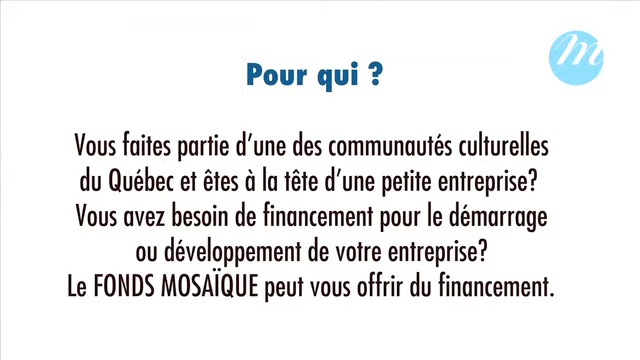 m
Pour qui ?
Vous faites partie d'une des communautés culturelles
du Québec et êtes à la tête d'une petite entreprise?
Vous avez besoin de financement pour le démarrage
ou développement de votre entreprise?
Le FONDS MOSAÏQUE peut vous offrir du financement.